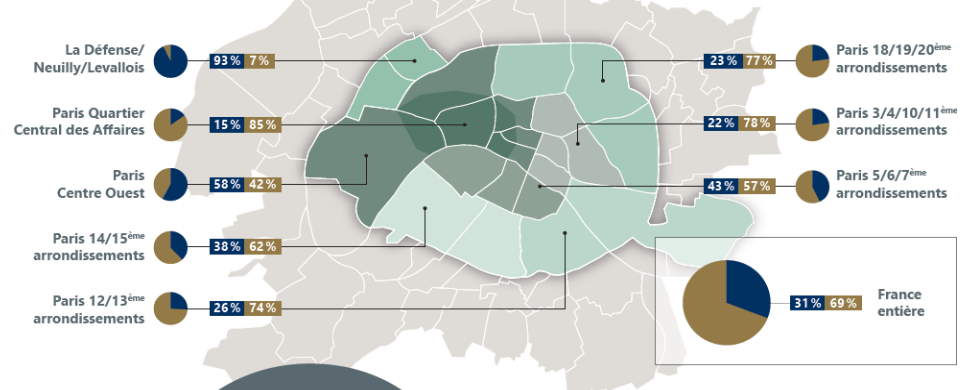 La Défense/
Neuilly/Levallois
93 % 7 %
Paris Quartier
Central des Affaires
15 % 85 %
Paris
Centre Ouest
58 % 42 %
Paris 14/15ème
arrondissements
38 % 62 %
Paris 12/13ème
arrondissements
26 % 74 %
23 % 77 %
Paris 18/19/20ème
arrondissements
22 % 78 %
Paris 3/4/10/11ème
arrondissements
43 % 57 %
Paris 5/6/7ème
arrondissements
31 % 69 %
France
entière